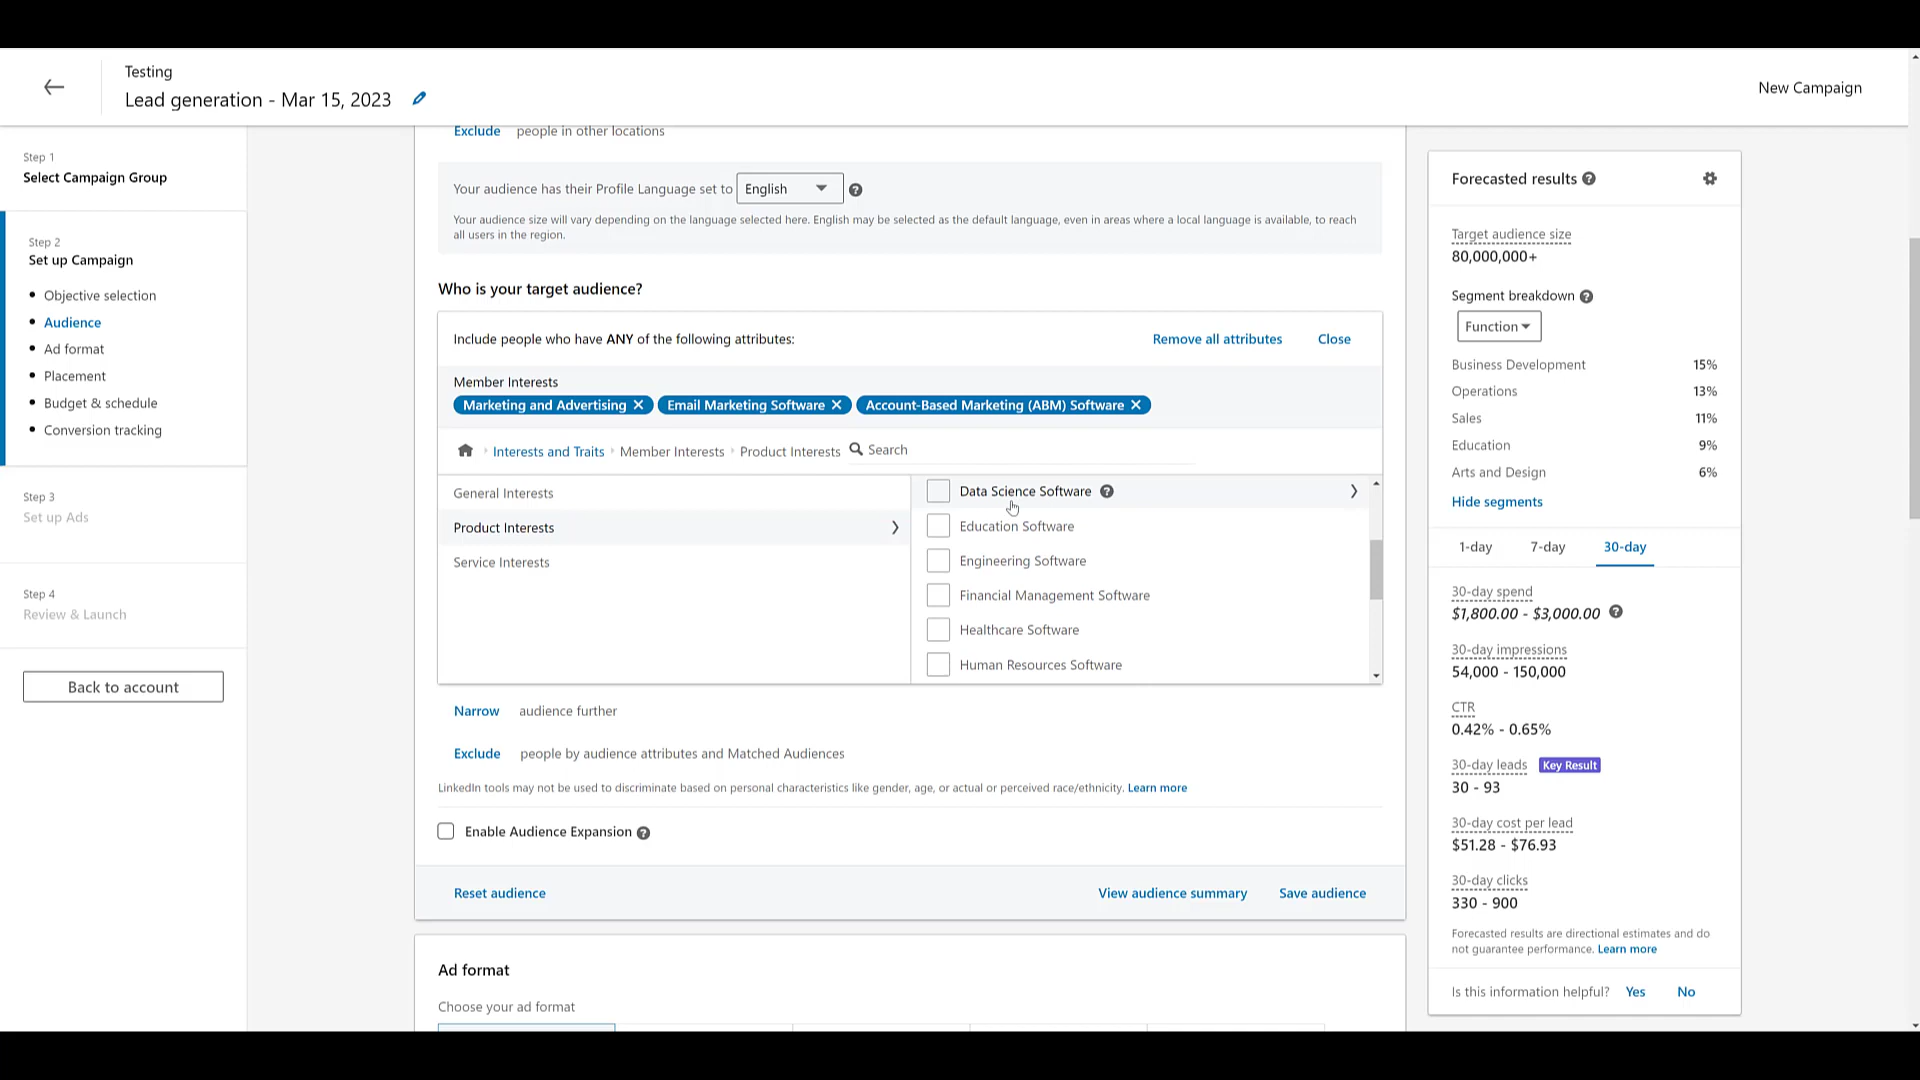 Testing
Lead generation - Mar 15, 2023
New Campaign
Step 1
Select Campaign Group
Step 2
Set up Campaign
Objective selection
Audience
Ad format
Placement
Budget & schedule
Conversion tracking
Step 3
Set up Ads
Step 4
Review & Launch
Back to account
Exclude people in other locations
Your audience has their Profile Language set to English
Your audience size will vary depending on the language selected here. English may be selected as the default language, even in areas where a local language is available, to reach
all users in the region.
Who is your target audience?
Include people who have ANY of the following attributes:
Remove all attributes
Close
Member Interests
Marketing and Advertising
Email Marketing Software
Account-Based Marketing (ABM) Software
Interests and Traits
Member Interests
Product Interests
Search
General Interests
Product Interests
Service Interests
Data Science Software
Education Software
Engineering Software
Financial Management Software
Healthcare Software
Human Resources Software
Narrow audience further
Exclude people by audience attributes and Matched Audiences
LinkedIn tools may not be used to discriminate based on personal characteristics like gender, age, or actual or perceived race/ethnicity. Learn more
Enable Audience Expansion
Reset audience
View audience summary
Save audience
Ad format
Choose your ad format
Forecasted results
Target audience size
80,000,000+
Segment breakdown
Function
Business Development 15%
Operations 13%
Sales 11%
Education 9%
Arts and Design 6%
Hide segments
1-day 7-day 30-day
30-day spend
$1,800.00 - $3,000.00
30-day impressions
54,000 - 150,000
CTR
0.42% - 0.65%
30-day leads Key Result
30 - 93
30-day cost per lead
$51.28 - $76.93
30-day clicks
330 - 900
Forecasted results are directional estimates and do
not guarantee performance. Learn more
Is this information helpful? Yes No